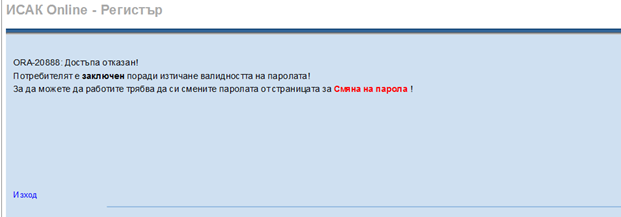 ИСАК Online - Регистър
ORA-20888: Достъпа отказан!
Потребителят е заключен поради изтичане валидността на паролата!
За да можете да работите трябва да си смените паролата от страницата за Смяна на парола !
Изход